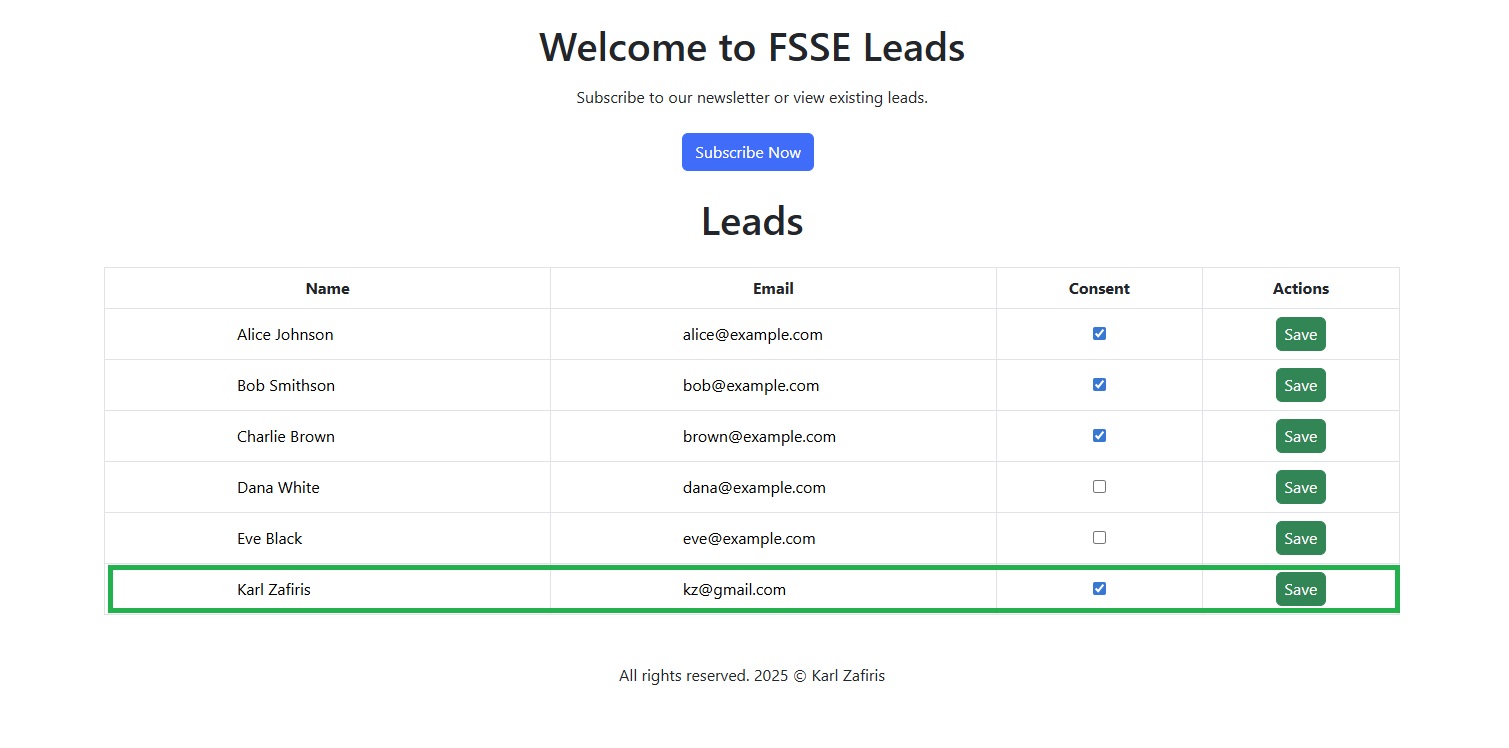 Welcome to FSSE Leads
Subscribe to our newsletter or view existing leads.
Subscribe Now
Leads
Name Email Consent Actions
Alice Johnson alice@example.com Save
Bob Smithson bob@example.com Save
Charlie Brown brown@example.com Save
Dana White dana@example.com Save
Eve Black eve@example.com Save
Karl Zafiris kz@gmail.com Save
All rights reserved. 2025 © Karl Zafiris